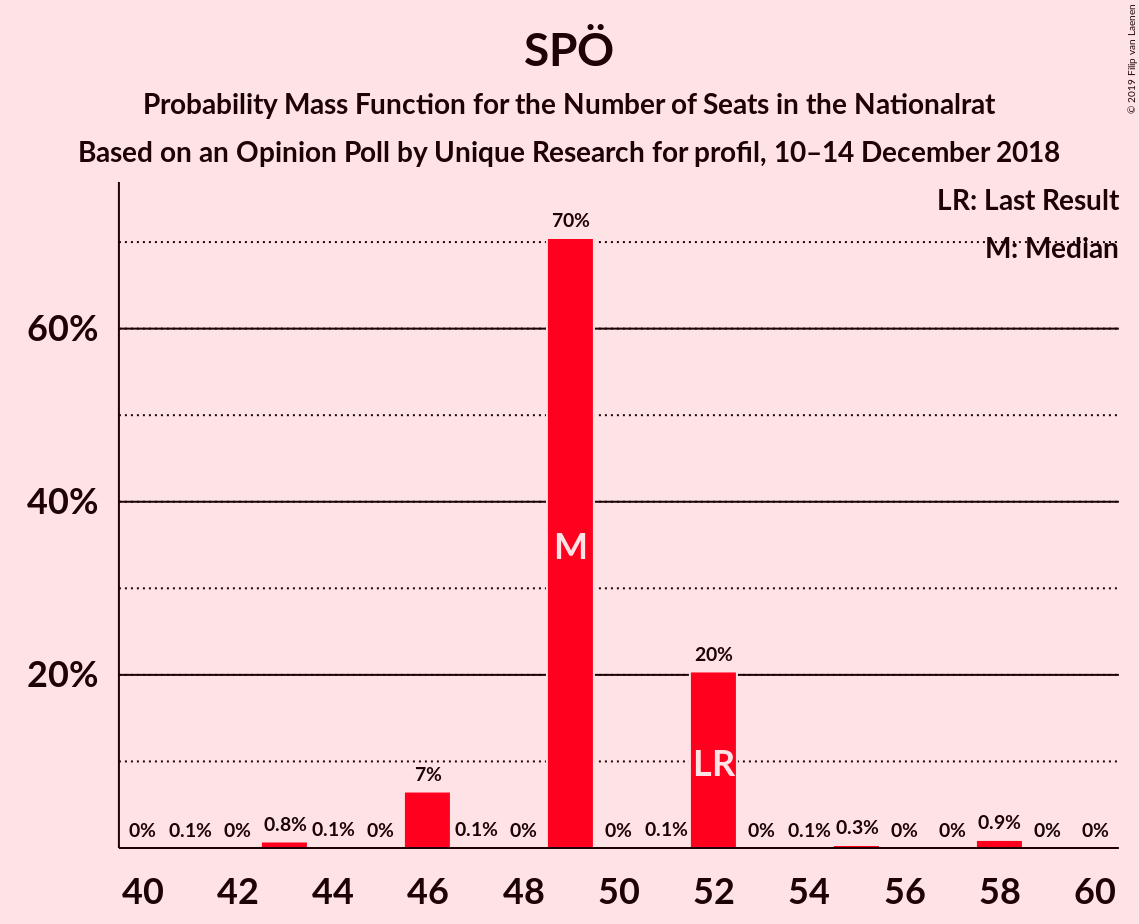 SPÖ
Probability Mass Function for the Number of Seats in the Nationalrat
Based on an Opinion Poll by Unique Research for profil, 10–14 December 2018
© 2019 Filip van Laenen
LR: Last Result
M: Median
70%
60%
40%
M
20%
20%
LR
7%
0% 0.1% 0% 0.8% 0.1% 0% 0.1% 0% 0% 0.1% 0% 0.1% 0.3% 0% 0% 0.9% 0% 0%
40 42 44 46 48 50 52 54 56 58 60